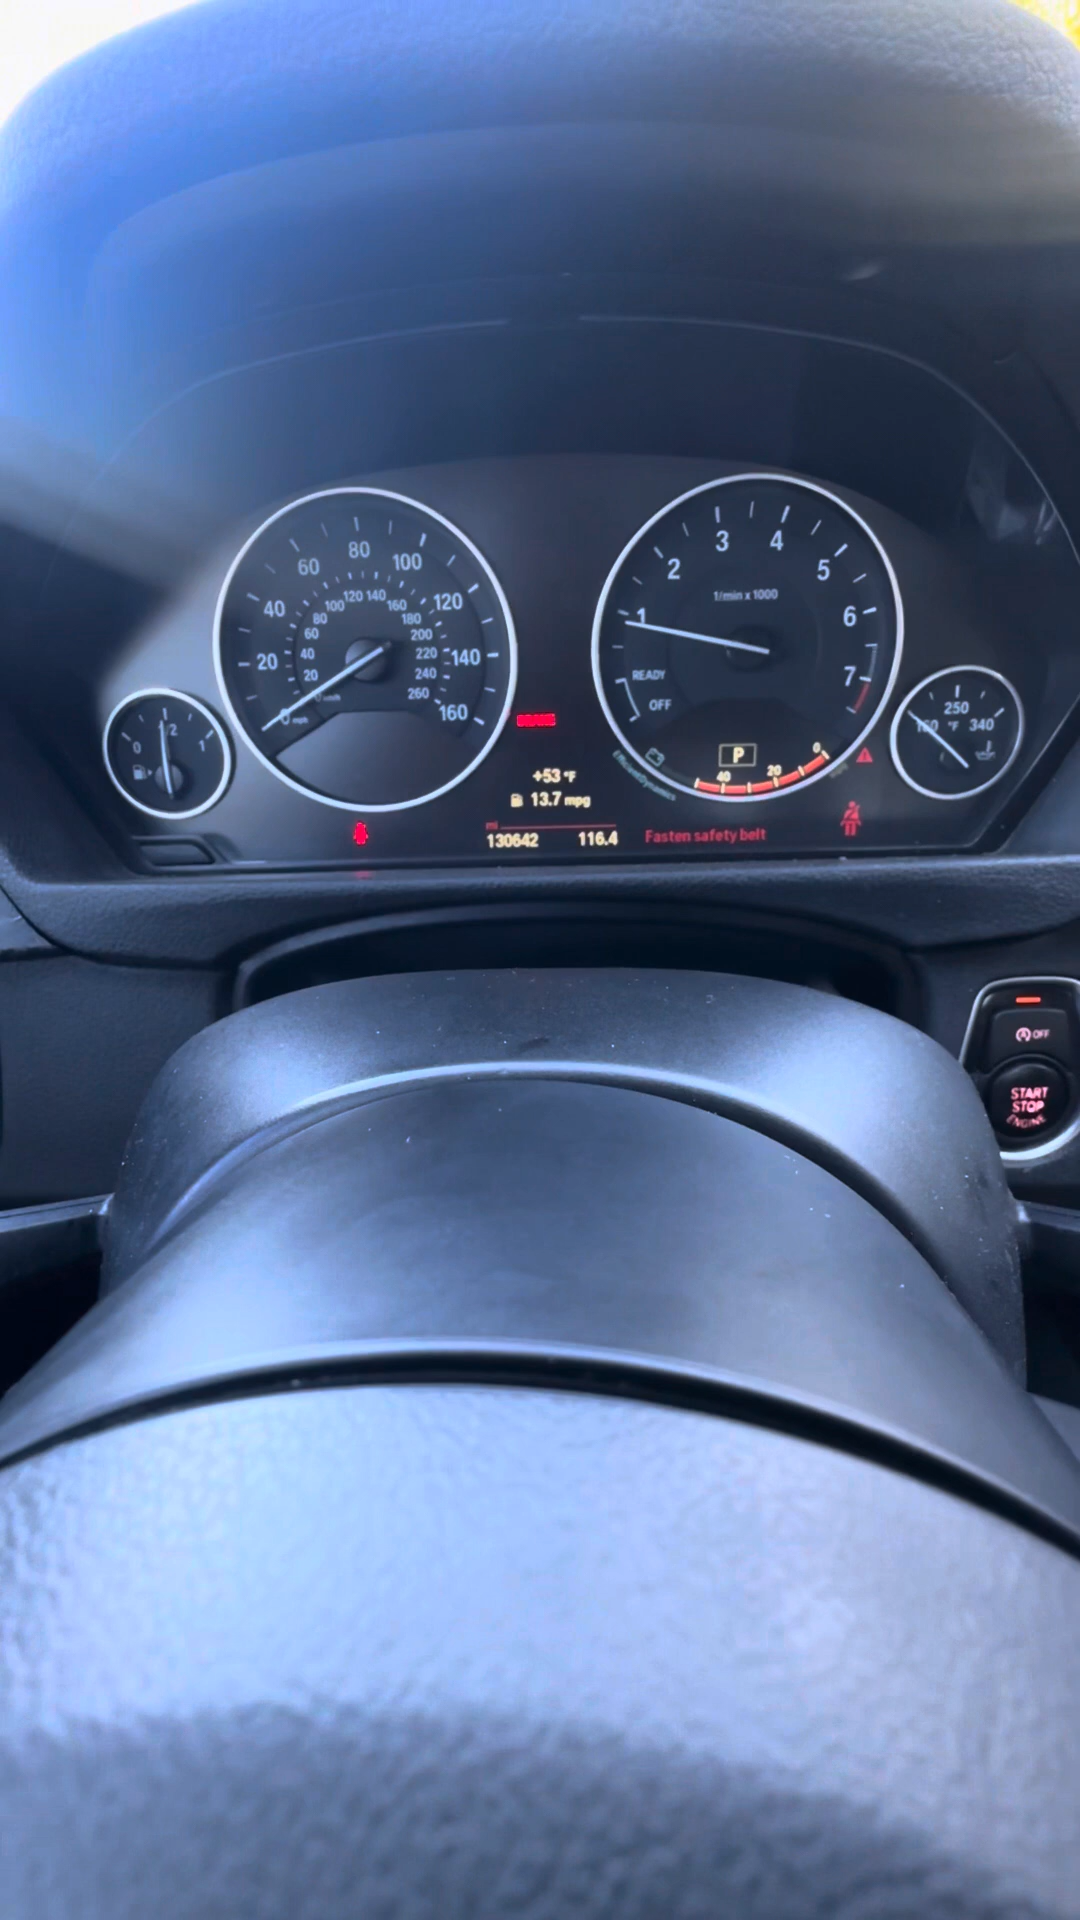 60 80 100
40 120
20 140
0 mph 160
100 120 140 160
80 180
60 200
40 220
20 240
km/h 260
0 1/2 1
3 4
2 5
1/min x 1000
1 6
READY 7
OFF
250
160 °F 340
P
40 20 0
EfficientDynamics
+53 °F
13.7 mpg
mi
130642 116.4
Fasten safety belt
OFF
START
STOP
ENGINE